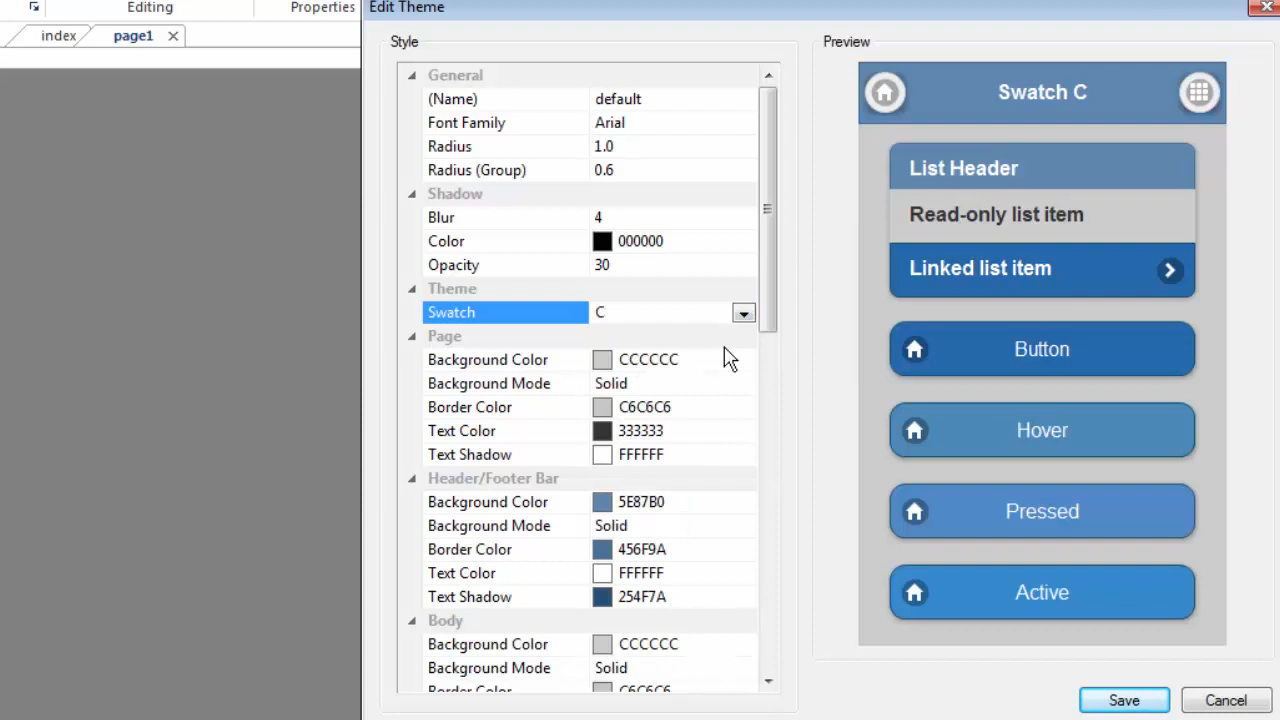 Editing
Properties
index
page1
Edit Theme
Style
General
(Name) default
Font Family Arial
Radius 1.0
Radius (Group) 0.6
Shadow
Blur 4
Color 000000
Opacity 30
Theme
Swatch C
Page
Background Color CCCCCC
Background Mode Solid
Border Color C6C6C6
Text Color 333333
Text Shadow FFFFFF
Header/Footer Bar
Background Color 5E87B0
Background Mode Solid
Border Color 456F9A
Text Color FFFFFF
Text Shadow 254F7A
Body
Background Color CCCCCC
Background Mode Solid
Border Color C6C6C6
Preview
Swatch C
List Header
Read-only list item
Linked list item
Button
Hover
Pressed
Active
Save
Cancel